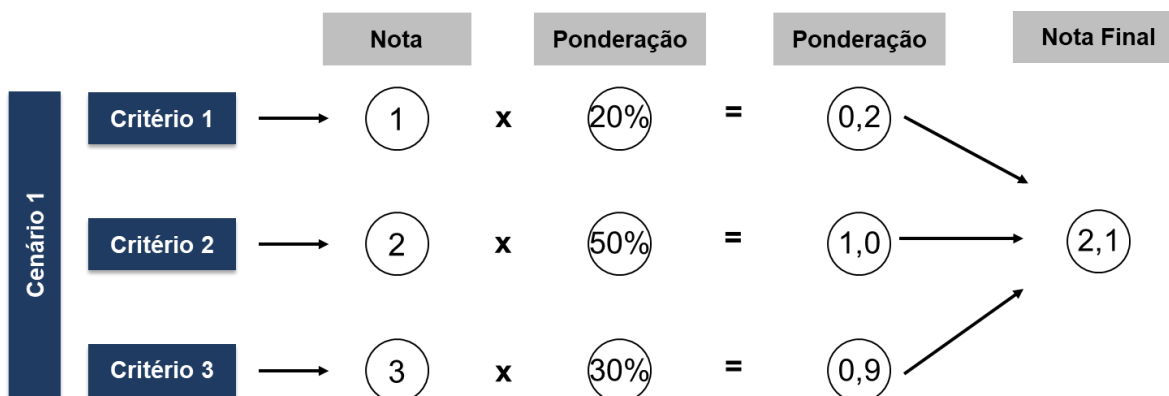 Nota Ponderação Ponderação Nota Final
Cenário 1
Critério 1 1 x 20% = 0,2
Critério 2 2 x 50% = 1,0 2,1
Critério 3 3 x 30% = 0,9